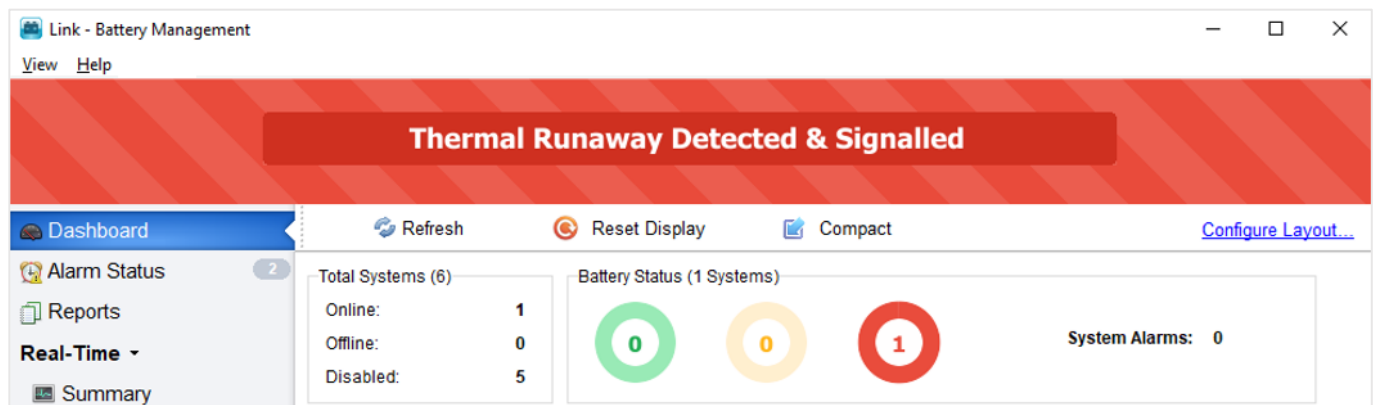 Link - Battery Management
View Help
Thermal Runaway Detected & Signalled
Dashboard
Refresh
Reset Display
Compact
Configure Layout...
Alarm Status 2
Reports
Real-Time
Summary
Total Systems (6)
Online: 1
Offline: 0
Disabled: 5
Battery Status (1 Systems)
0 0 1
System Alarms: 0